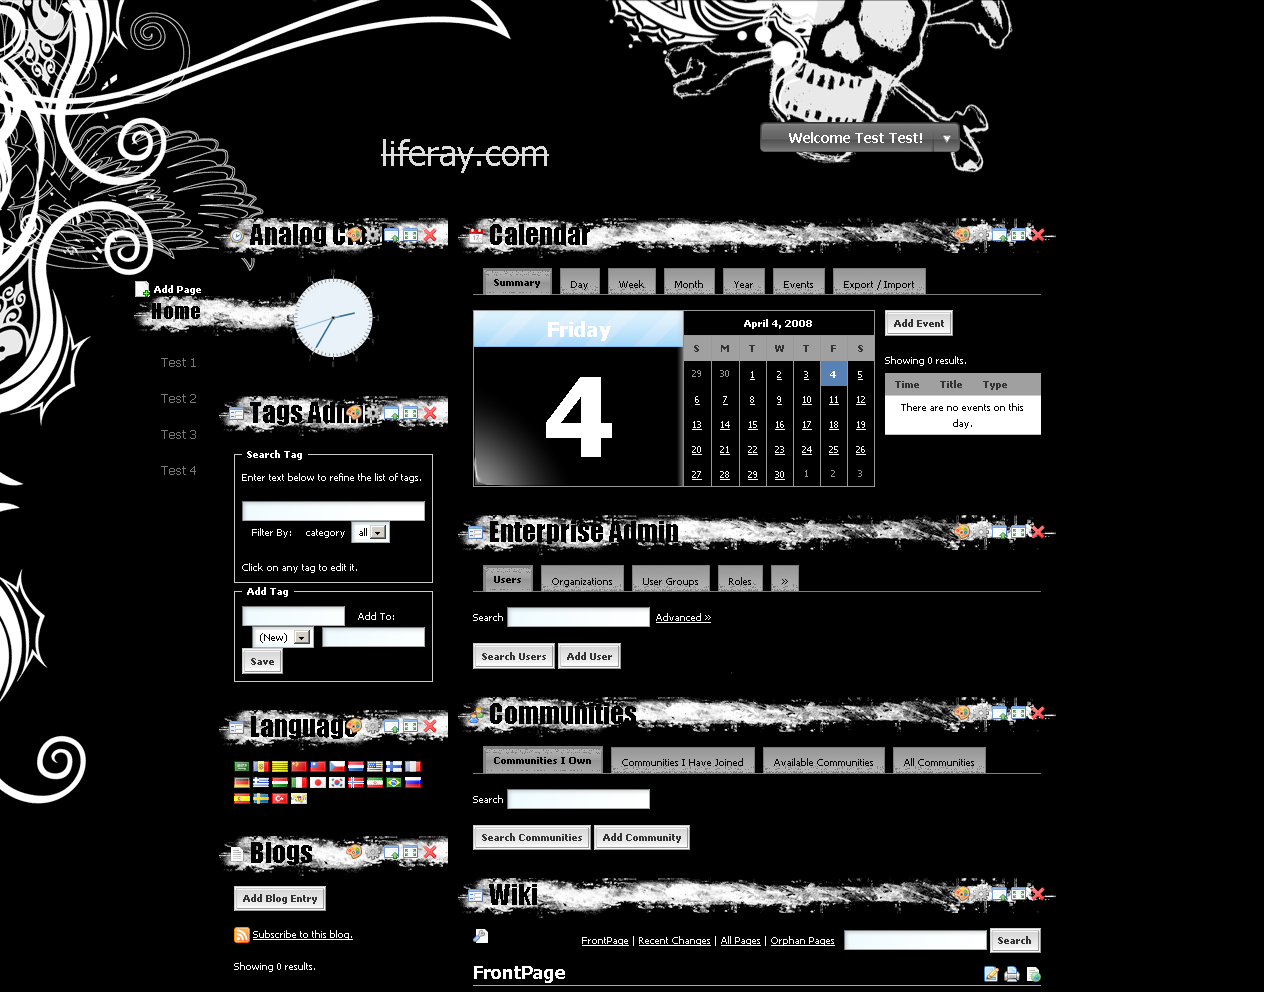 liferay.com
Welcome Test Test!
Analog
Add Page
Home
Test 1
Test 2
Test 3
Test 4
Tags
Search Tag
Enter text below to refine the list of tags.
Filter By: category all
Click on any tag to edit it.
Add Tag
Add To:
(New)
Save
Language
Blogs
Add Blog Entry
Subscribe to this blog.
Showing 0 results.
Calendar
Summary Day Week Month Year Events Export / Import
Friday
4
April 4, 2008
S M T W T F S
29 30 1 2 3 4 5
6 7 8 9 10 11 12
13 14 15 16 17 18 19
20 21 22 23 24 25 26
27 28 29 30 1 2 3
Add Event
Showing 0 results.
Time Title Type
There are no events on this
day.
Enterprise Admin
Users Organizations User Groups Roles »
Search Advanced »
Search Users Add User
Communities
Communities I Own Communities I Have Joined Available Communities All Communities
Search
Search Communities Add Community
Wiki
FrontPage | Recent Changes | All Pages | Orphan Pages Search
FrontPage